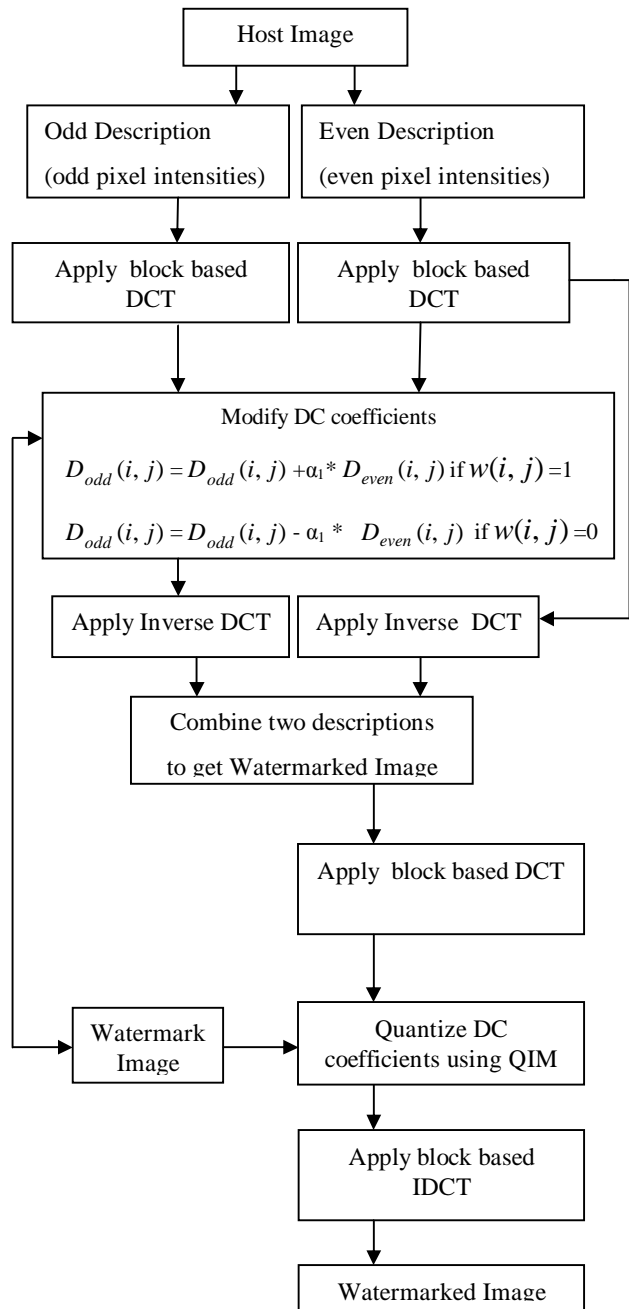 Host Image
Odd Description
(odd pixel intensities)
Even Description
(even pixel intensities)
Apply block based
DCT
Apply block based
DCT
Modify DC coefficients
D_odd (i, j) = D_odd (i, j) +α₁* D_even (i, j) if w(i, j) =1
D_odd (i, j) = D_odd (i, j) - α₁ * D_even (i, j) if w(i, j) =0
Apply Inverse DCT
Apply Inverse DCT
Combine two descriptions
to get Watermarked Image
Apply block based DCT
Watermark
Image
Quantize DC
coefficients using QIM
Apply block based
IDCT
Watermarked Image